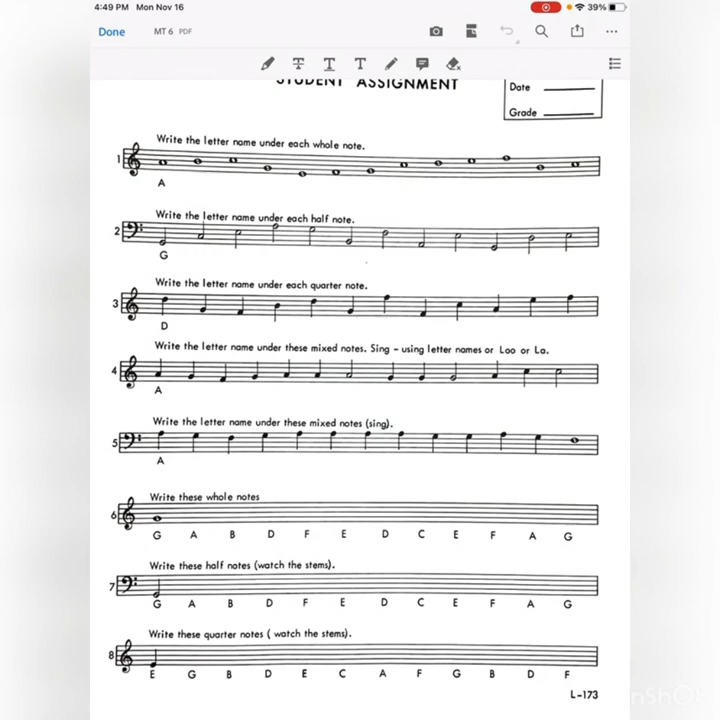 4:49 PM Mon Nov 16
39%
Done
MT 6 PDF
T T T
STUDENT ASSIGNMENT
Date
Grade
Write the letter name under each whole note.
1
A
Write the letter name under each half note.
2
G
Write the letter name under each quarter note.
3
D
Write the letter name under these mixed notes. Sing - using letter names or Loo or La.
4
A
Write the letter name under these mixed notes (sing).
5
A
Write these whole notes
6
G A B D F E D C E F A G
Write these half notes (watch the stems).
7
G A B D F E D C E F A G
Write these quarter notes ( watch the stems).
8
E G B D E C A F G B D F
L-173